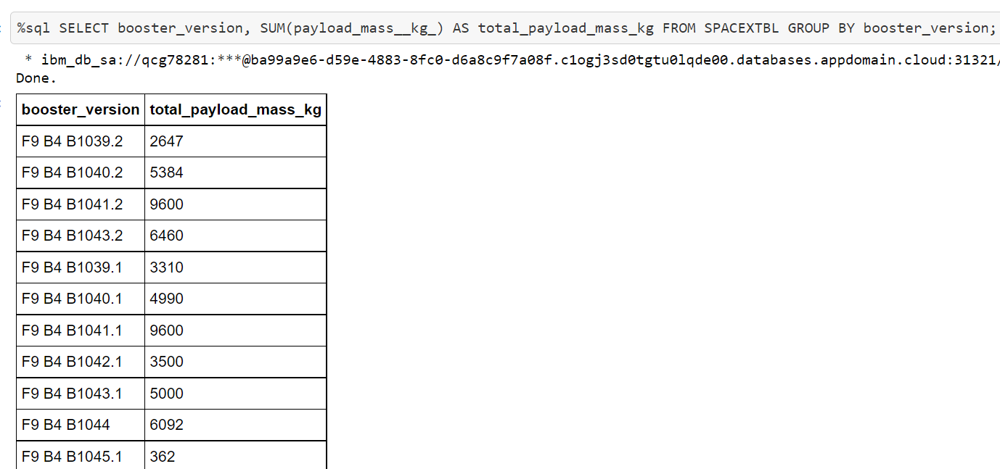 %sql SELECT booster_version, SUM(payload_mass__kg_) AS total_payload_mass_kg FROM SPACEXTBL GROUP BY booster_version;
* ibm_db_sa://qcg78281:***@ba99a9e6-d59e-4883-8fc0-d6a8c9f7a08f.c1ogj3sd0tgtu0lqde00.databases.appdomain.cloud:31321/
Done.
booster_version total_payload_mass_kg
F9 B4 B1039.2 2647
F9 B4 B1040.2 5384
F9 B4 B1041.2 9600
F9 B4 B1043.2 6460
F9 B4 B1039.1 3310
F9 B4 B1040.1 4990
F9 B4 B1041.1 9600
F9 B4 B1042.1 3500
F9 B4 B1043.1 5000
F9 B4 B1044 6092
F9 B4 B1045.1 362